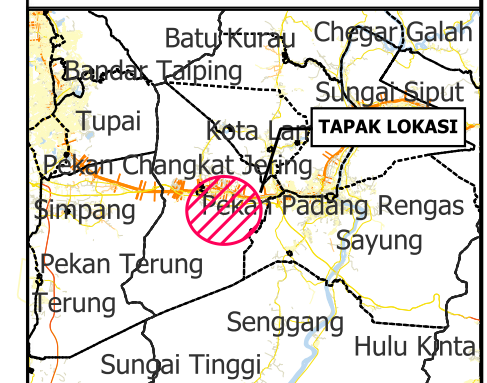 Batu Kurau
Chegar Galah
Bandar Taiping
Sungai Siput
Tupai
Kota Lam
TAPAK LOKASI
Pekan Changkat Jering
Simpang
Pekan Padang Rengas
Sayung
Pekan Terung
Terung
Senggang
Hulu Kinta
Sungai Tinggi